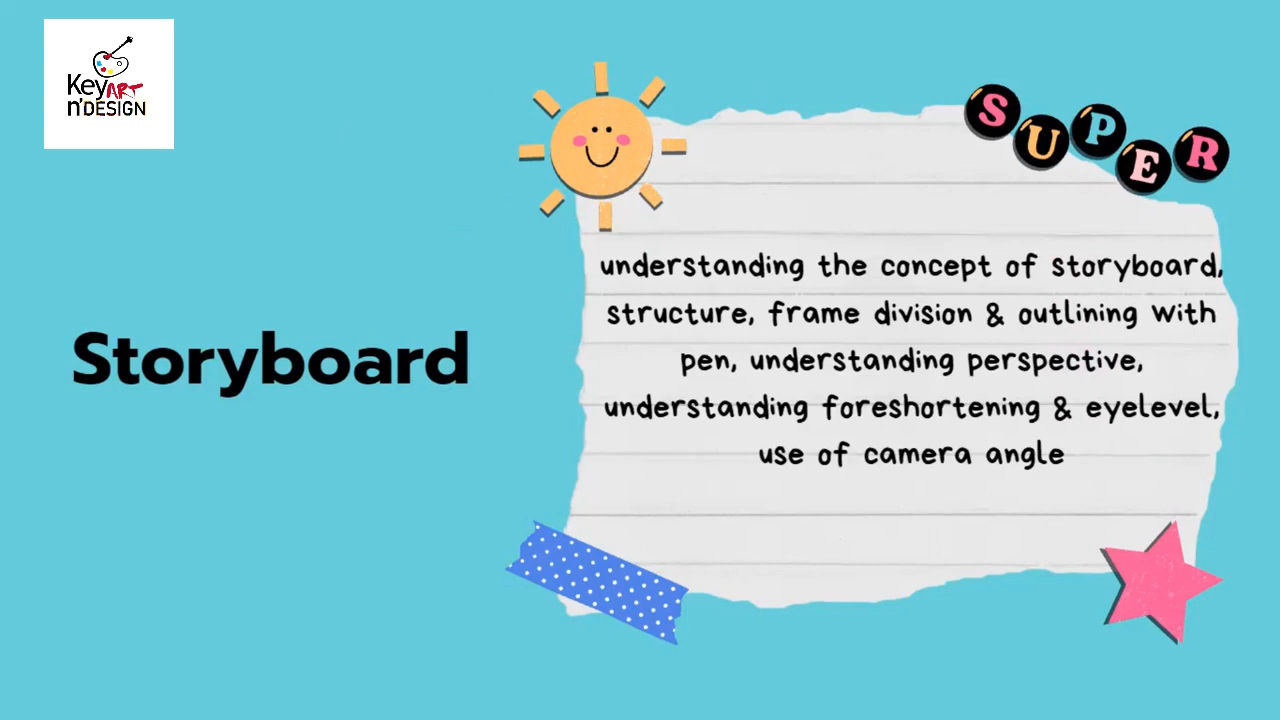 Key ART
n'DESIGN
SUPER
Storyboard
understanding the concept of storyboard,
structure, frame division & outlining with
pen, understanding perspective,
understanding foreshortening & eyelevel,
use of camera angle